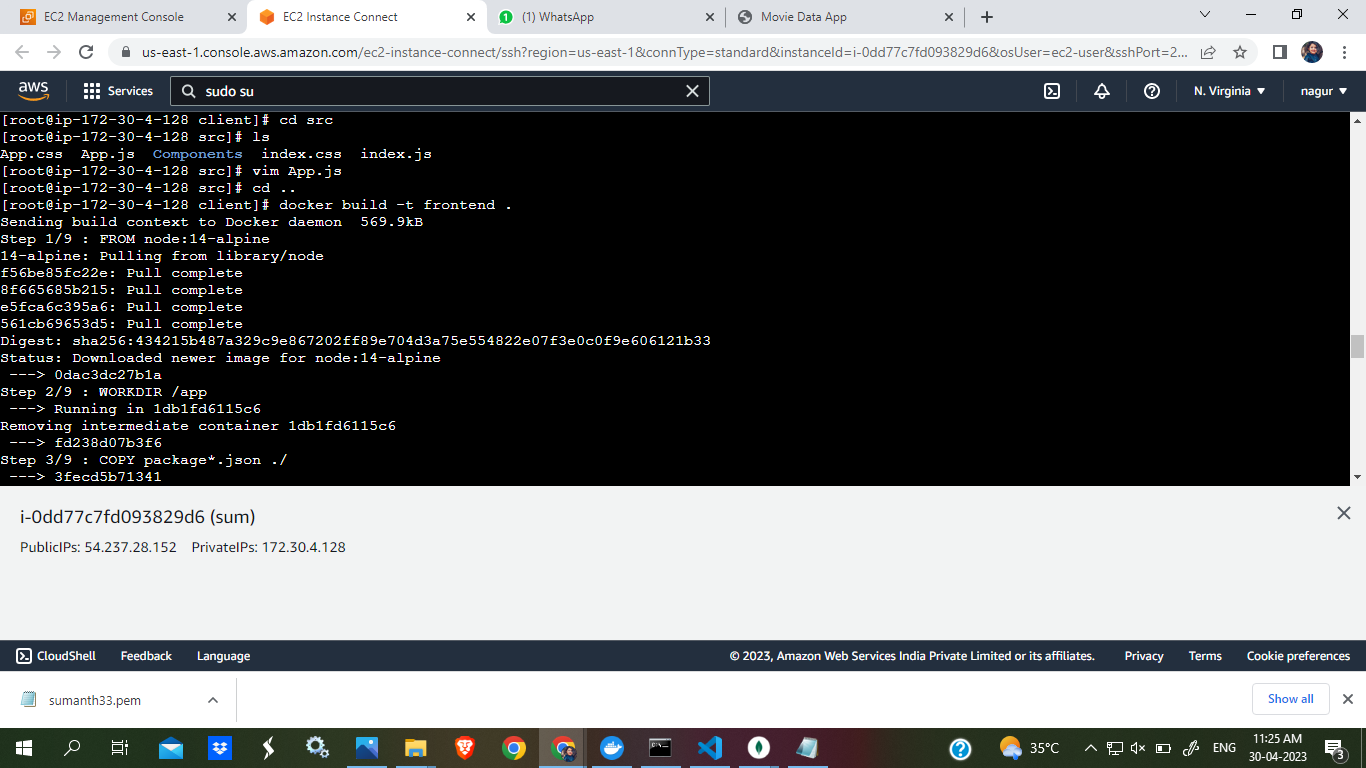 EC2 Management Console
EC2 Instance Connect
(1) WhatsApp
Movie Data App
us-east-1.console.aws.amazon.com/ec2-instance-connect/ssh?region=us-east-1&connType=standard&instanceId=i-0dd77c7fd093829d6&osUser=ec2-user&sshPort=2...
aws
Services
sudo su
N. Virginia
nagur
[root@ip-172-30-4-128 client]# cd src
[root@ip-172-30-4-128 src]# ls
App.css  App.js  Components  index.css  index.js
[root@ip-172-30-4-128 src]# vim App.js
[root@ip-172-30-4-128 src]# cd ..
[root@ip-172-30-4-128 client]# docker build -t frontend .
Sending build context to Docker daemon  569.9kB
Step 1/9 : FROM node:14-alpine
14-alpine: Pulling from library/node
f56be85fc22e: Pull complete
8f665685b215: Pull complete
e5fca6c395a6: Pull complete
561cb69653d5: Pull complete
Digest: sha256:434215b487a329c9e867202ff89e704d3a75e554822e07f3e0c0f9e606121b33
Status: Downloaded newer image for node:14-alpine
 ---> 0dac3dc27b1a
Step 2/9 : WORKDIR /app
 ---> Running in 1db1fd6115c6
Removing intermediate container 1db1fd6115c6
 ---> fd238d07b3f6
Step 3/9 : COPY package*.json ./
 ---> 3fecd5b71341
i-0dd77c7fd093829d6 (sum)
PublicIPs: 54.237.28.152 PrivateIPs: 172.30.4.128
CloudShell
Feedback
Language
© 2023, Amazon Web Services India Private Limited or its affiliates.
Privacy
Terms
Cookie preferences
sumanth33.pem
Show all
35°C
ENG
11:25 AM
30-04-2023
3